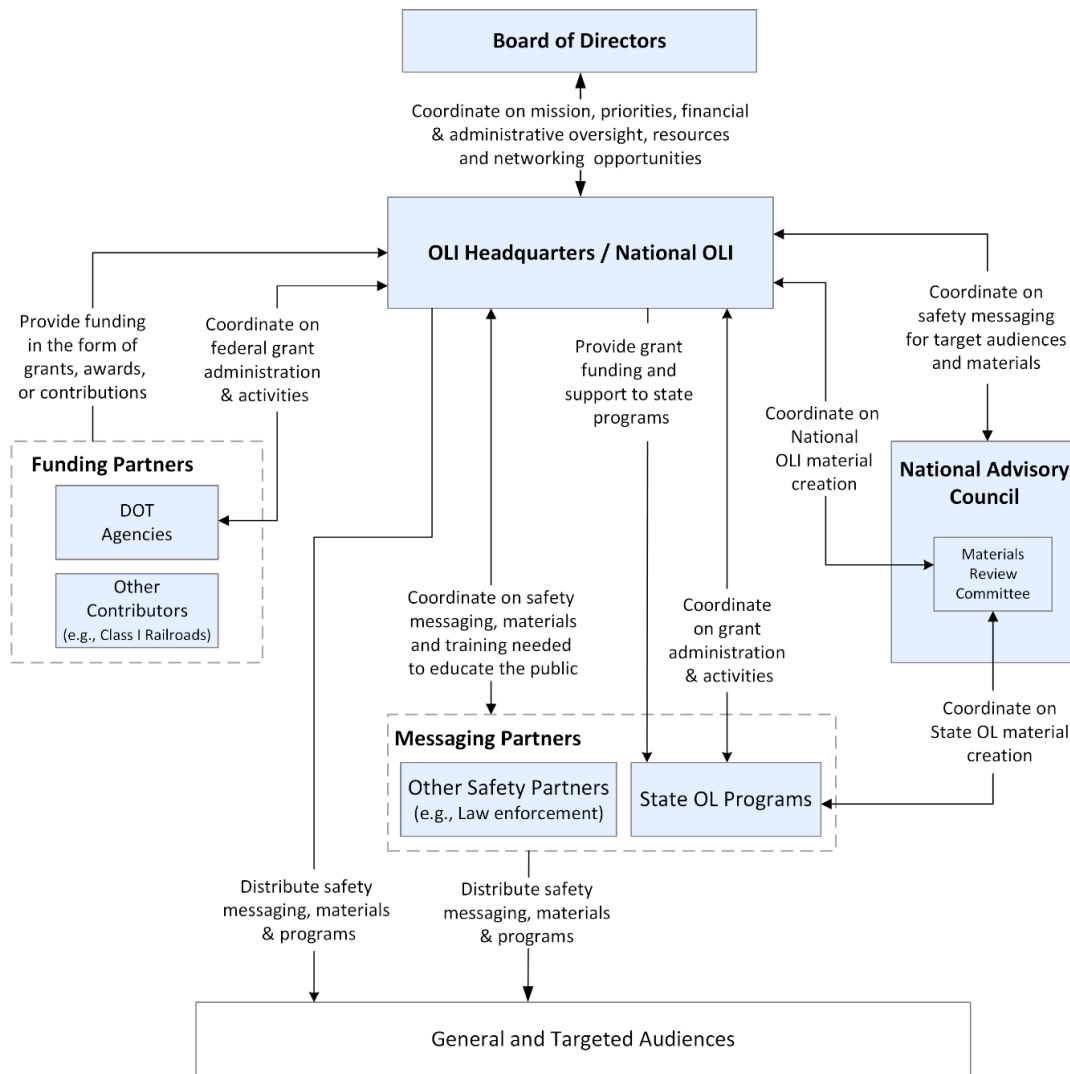 Board of Directors
Coordinate on mission, priorities, financial
& administrative oversight, resources
and networking opportunities
OLI Headquarters / National OLI
Provide funding
in the form of
grants, awards,
or contributions
Coordinate on
federal grant
administration
& activities
Provide grant
funding and
support to state
programs
Coordinate on
safety messaging
for target audiences
and materials
Coordinate on
National
OLI material
creation
Funding Partners
DOT
Agencies
Other
Contributors
(e.g., Class I Railroads)
National Advisory
Council
Materials
Review
Committee
Coordinate on safety
messaging, materials
and training needed
to educate the public
Coordinate
on grant
administration
& activities
Coordinate on
State OL material
creation
Messaging Partners
Other Safety Partners
(e.g., Law enforcement)
State OL Programs
Distribute safety
messaging, materials
& programs
Distribute safety
messaging, materials
& programs
General and Targeted Audiences